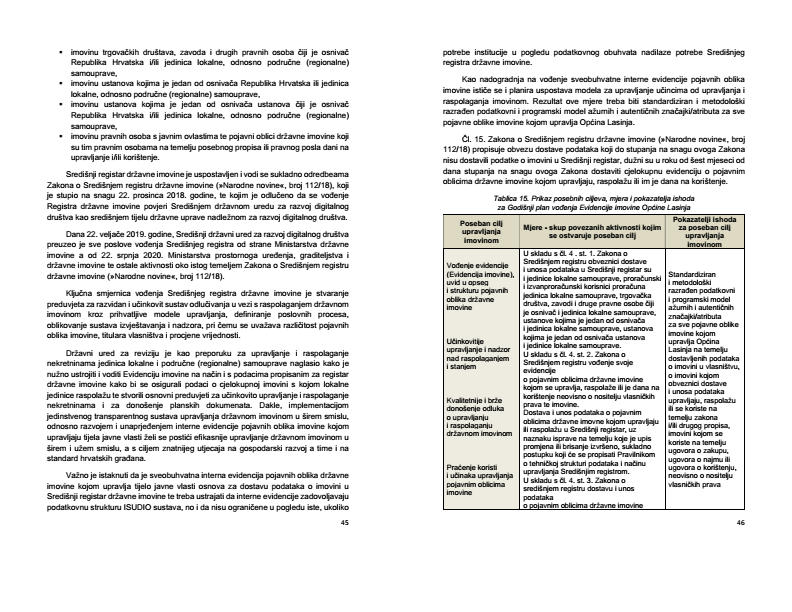 ▪ imovinu trgovačkih društava, zavoda i drugih pravnih osoba čiji je osnivač
Republika Hrvatska i/ili jedinica lokalne, odnosno područne (regionalne)
samouprave,
▪ imovinu ustanova kojima je jedan od osnivača Republika Hrvatska ili jedinica
lokalne, odnosno područne (regionalne) samouprave,
▪ imovinu ustanova kojima je jedan od osnivača ustanova čiji je osnivač
Republika Hrvatska i/ili jedinica lokalne, odnosno područne (regionalne)
samouprave,
▪ imovinu pravnih osoba s javnim ovlastima te pojavni oblici državne imovine koji
su tim pravnim osobama na temelju posebnog propisa ili pravnog posla dani na
upravljanje i/ili korištenje.
Središnji registar državne imovine je uspostavljen i vodi se sukladno odredbama
Zakona o Središnjem registru državne imovine (»Narodne novine«, broj 112/18), koji
je stupio na snagu 22. prosinca 2018. godine, te kojim je odlučeno da se vođenje
Registra državne imovine povjeri Središnjem državnom uredu za razvoj digitalnog
društva kao središnjem tijelu državne uprave nadležnom za razvoj digitalnog društva.
Dana 22. veljače 2019. godine, Središnji državni ured za razvoj digitalnog društva
preuzeo je sve poslove vođenja Središnjeg registra od strane Ministarstva državne
imovine a od 22. srpnja 2020. Ministarstvo prostornoga uređenja, graditeljstva i
državne imovine te ostale aktivnosti oko istog temeljem Zakona o Središnjem registru
državne imovine (»Narodne novine«, broj 112/18).
Ključna smjernica vođenja Središnjeg registra državne imovine je stvaranje
preduvjeta za razvidan i učinkovit sustav odlučivanja u vezi s raspolaganjem državnom
imovinom kroz prihvatljive modele upravljanja, definiranje poslovnih procesa,
oblikovanje sustava izvještavanja i nadzora, pri čemu se uvažava različitost pojavnih
oblika imovine, titulara vlasništva i procjene vrijednosti.
Državni ured za reviziju je kao preporuku za upravljanje i raspolaganje
nekretninama jedinica lokalne i područne (regionalne) samouprave naglasio kako je
nužno ustrojiti i voditi Evidenciju imovine na način i s podacima propisanim za registar
državne imovine kako bi se osigurali podaci o cjelokupnoj imovini s kojom lokalne
jedinice raspolažu te stvorili osnovni preduvjeti za učinkovito upravljanje i raspolaganje
nekretninama i za donošenje planskih dokumenata. Dakle, implementacijom
jedinstvenog transparentnog sustava upravljanja državnom imovinom u širem smislu,
odnosno razvojem i unaprjeđenjem interne evidencije pojavnih oblika imovine kojom
upravljaju tijela javne vlasti želi se postići efikasnije upravljanje državnom imovinom u
širem i užem smislu, a s ciljem znatnijeg utjecaja na gospodarski razvoj a time i na
standard hrvatskih građana.
Važno je istaknuti da je sveobuhvatna interna evidencija pojavnih oblika državne
imovine kojom upravlja tijelo javne vlasti osnova za dostavu podataka o imovini u
Središnji registar državne imovine te treba ustrajati da interne evidencije zadovoljavaju
podatkovnu strukturu ISUDIO sustava, no i da nisu ograničene u pogledu iste, ukoliko
45
potrebe institucije u pogledu podatkovnog obuhvata nadilaze potrebe Središnjeg
registra državne imovine.
Kao nadogradnja na vođenje sveobuhvatne interne evidencije pojavnih oblika
imovine ističe se i planira uspostava modela za upravljanje učincima od upravljanja i
raspolaganja imovinom. Rezultat ove mjere treba biti standardiziran i metodološki
razrađen podatkovni i programski model ažurnih i autentičnih značajki/atributa za sve
pojavne oblike imovine kojom upravlja Općina Lasinja.
Čl. 15. Zakona o Središnjem registru državne imovine (»Narodne novine«, broj
112/18) propisuje obvezu dostave podataka koji do stupanja na snagu ovoga Zakona
nisu dostavili podatke o imovini u Središnji registar, dužni su u roku od šest mjeseci od
dana stupanja na snagu ovoga Zakona dostaviti cjelokupnu evidenciju o pojavnim
oblicima državne imovine kojom upravljaju, raspolažu ili im je dana na korištenje.
Tablica 15. Prikaz posebnih ciljeva, mjera i pokazatelja ishoda
za Godišnji plan vođenja Evidencije imovine Općine Lasinja
Poseban cilj
upravljanja
imovinom
Mjere - skup povezanih aktivnosti kojim
se ostvaruje poseban cilj
Pokazatelji ishoda
za poseban cilj
upravljanja
imovinom
Vođenje evidencije
(Evidencija imovine),
uvid u opseg
i strukturu pojavnih
oblika državne
imovine
Učinkovitije
upravljanje i nadzor
nad raspolaganjem
i stanjem
Kvalitetnije i brže
donošenje odluka
o upravljanju
i raspolaganju
državnom imovinom
Praćenje koristi
i učinaka upravljanja
pojavnim oblicima
imovine
U skladu s čl. 4 . st. 1. Zakona o
Središnjem registru obveznici dostave
i unosa podataka u Središnji registar su
i jedinice lokalne samouprave, proračunski
i izvanproračunski korisnici proračuna
jedinica lokalne samouprave, trgovačka
društva, zavodi i druge pravne osobe čiji
je osnivač i jedinica lokalne samouprave,
ustanove kojima je jedan od osnivača
i jedinica lokalne samouprave, ustanova
kojima je jedan od osnivača ustanova
i jedinice lokalne samouprave.
U skladu s čl. 4. st. 2. Zakona o
Središnjem registru vođenje svoje
evidencije
o pojavnim oblicima državne imovine
kojom se upravlja, raspolaže ili je dana na
korištenje neovisno o nositelju vlasničkih
prava te imovine.
Dostava i unos podataka o pojavnim
oblicima državne imovne kojom upravljaju
ili raspolažu u Središnji registar, uz
naznaku isprave na temelju koje je upis
promjena ili brisanje izvršeno, sukladno
postupku koji će se propisati Pravilnikom
o tehničkoj strukturi podataka i načinu
upravljanja Središnjim registrom.
U skladu s čl. 4. st. 3. Zakona o
središnjem registru dostavu i unos
podataka
o pojavnim oblicima državne imovine
Standardiziran
i metodološki
razrađen podatkovni
i programski model
ažurnih i autentičnih
značajki/atributa
za sve pojavne oblike
imovine kojom
upravlja Općina
Lasinja na temelju
dostavljenih podataka
o imovini u vlasništvu,
o imovini kojom
obveznici dostave
i unosa podataka
upravljaju, raspolažu
ili se koriste na
temelju zakona
i/ili drugog propisa,
imovini kojom se
koriste na temelju
ugovora o zakupu,
ugovora o najmu ili
ugovora o korištenju,
neovisno o nositelju
vlasničkih prava
46